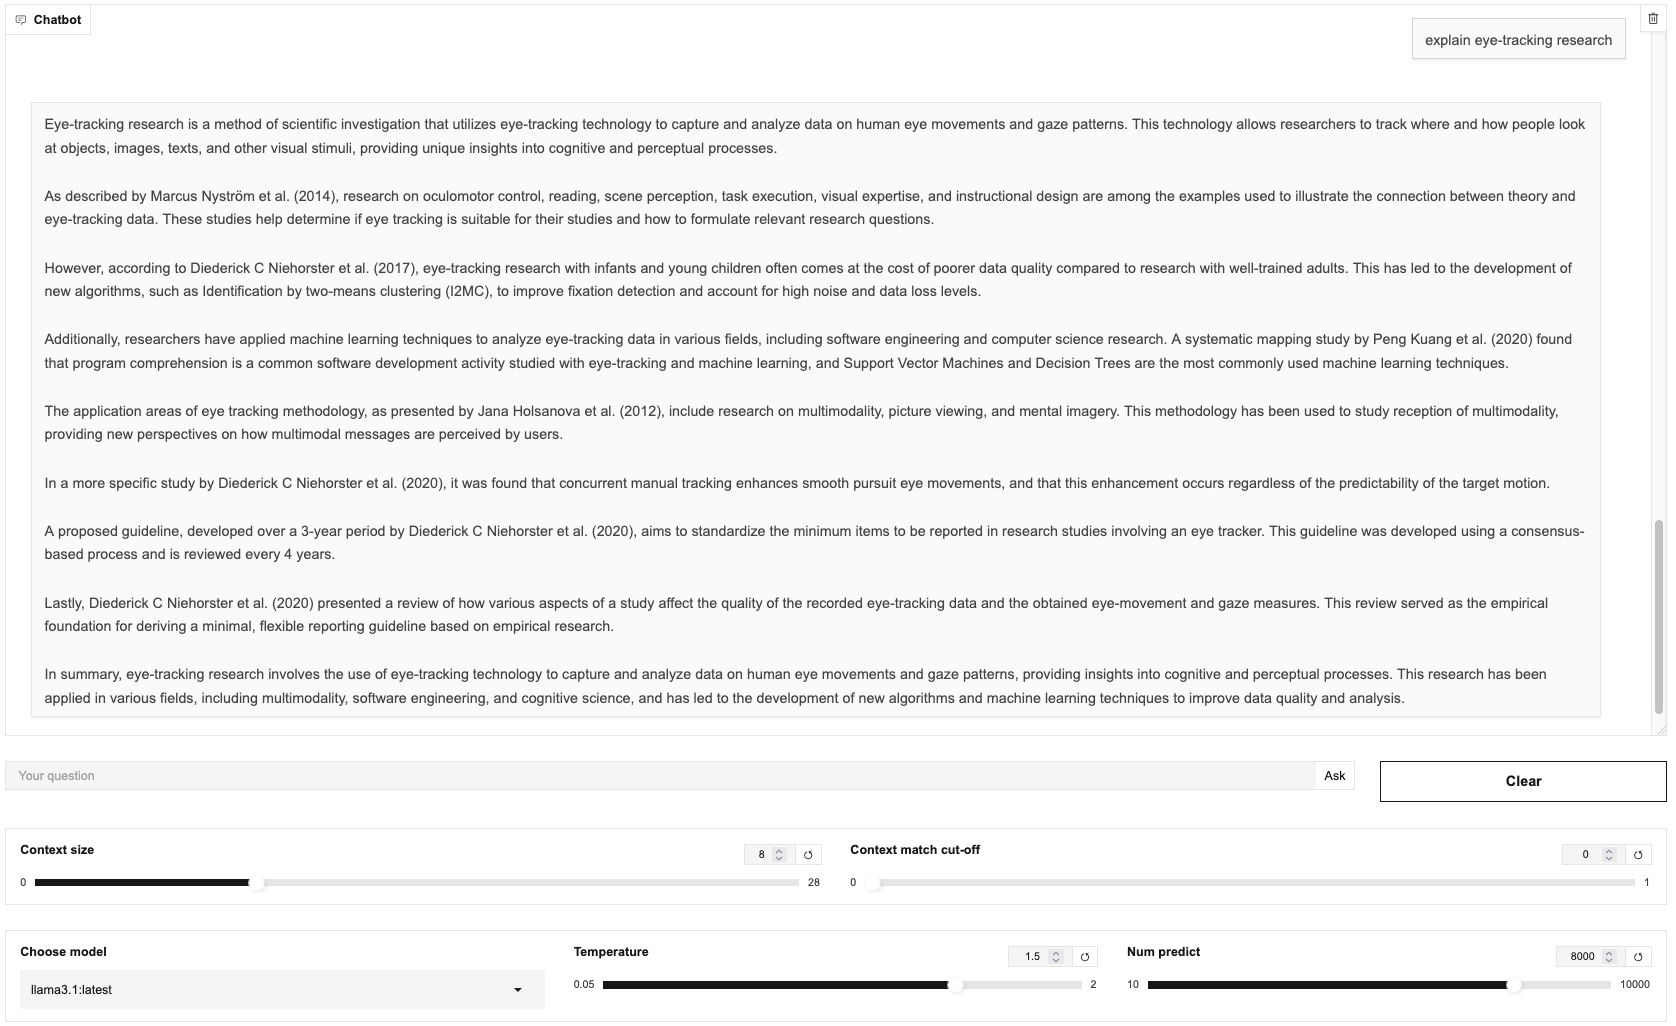 Chatbot
explain eye-tracking research
Eye-tracking research is a method of scientific investigation that utilizes eye-tracking technology to capture and analyze data on human eye movements and gaze patterns. This technology allows researchers to track where and how people look
at objects, images, texts, and other visual stimuli, providing unique insights into cognitive and perceptual processes.
As described by Marcus Nyström et al. (2014), research on oculomotor control, reading, scene perception, task execution, visual expertise, and instructional design are among the examples used to illustrate the connection between theory and
eye-tracking data. These studies help determine if eye tracking is suitable for their studies and how to formulate relevant research questions.
However, according to Diederick C Niehorster et al. (2017), eye-tracking research with infants and young children often comes at the cost of poorer data quality compared to research with well-trained adults. This has led to the development of
new algorithms, such as Identification by two-means clustering (I2MC), to improve fixation detection and account for high noise and data loss levels.
Additionally, researchers have applied machine learning techniques to analyze eye-tracking data in various fields, including software engineering and computer science research. A systematic mapping study by Peng Kuang et al. (2020) found
that program comprehension is a common software development activity studied with eye-tracking and machine learning, and Support Vector Machines and Decision Trees are the most commonly used machine learning techniques.
The application areas of eye tracking methodology, as presented by Jana Holsanova et al. (2012), include research on multimodality, picture viewing, and mental imagery. This methodology has been used to study reception of multimodality,
providing new perspectives on how multimodal messages are perceived by users.
In a more specific study by Diederick C Niehorster et al. (2020), it was found that concurrent manual tracking enhances smooth pursuit eye movements, and that this enhancement occurs regardless of the predictability of the target motion.
A proposed guideline, developed over a 3-year period by Diederick C Niehorster et al. (2020), aims to standardize the minimum items to be reported in research studies involving an eye tracker. This guideline was developed using a consensus-
based process and is reviewed every 4 years.
Lastly, Diederick C Niehorster et al. (2020) presented a review of how various aspects of a study affect the quality of the recorded eye-tracking data and the obtained eye-movement and gaze measures. This review served as the empirical
foundation for deriving a minimal, flexible reporting guideline based on empirical research.
In summary, eye-tracking research involves the use of eye-tracking technology to capture and analyze data on human eye movements and gaze patterns, providing insights into cognitive and perceptual processes. This research has been
applied in various fields, including multimodality, software engineering, and cognitive science, and has led to the development of new algorithms and machine learning techniques to improve data quality and analysis.
Your question
Ask
Clear
Context size
8
0
28
Context match cut-off
0
0
1
Choose model
llama3.1:latest
Temperature
1.5
0.05
2
Num predict
8000
10
10000